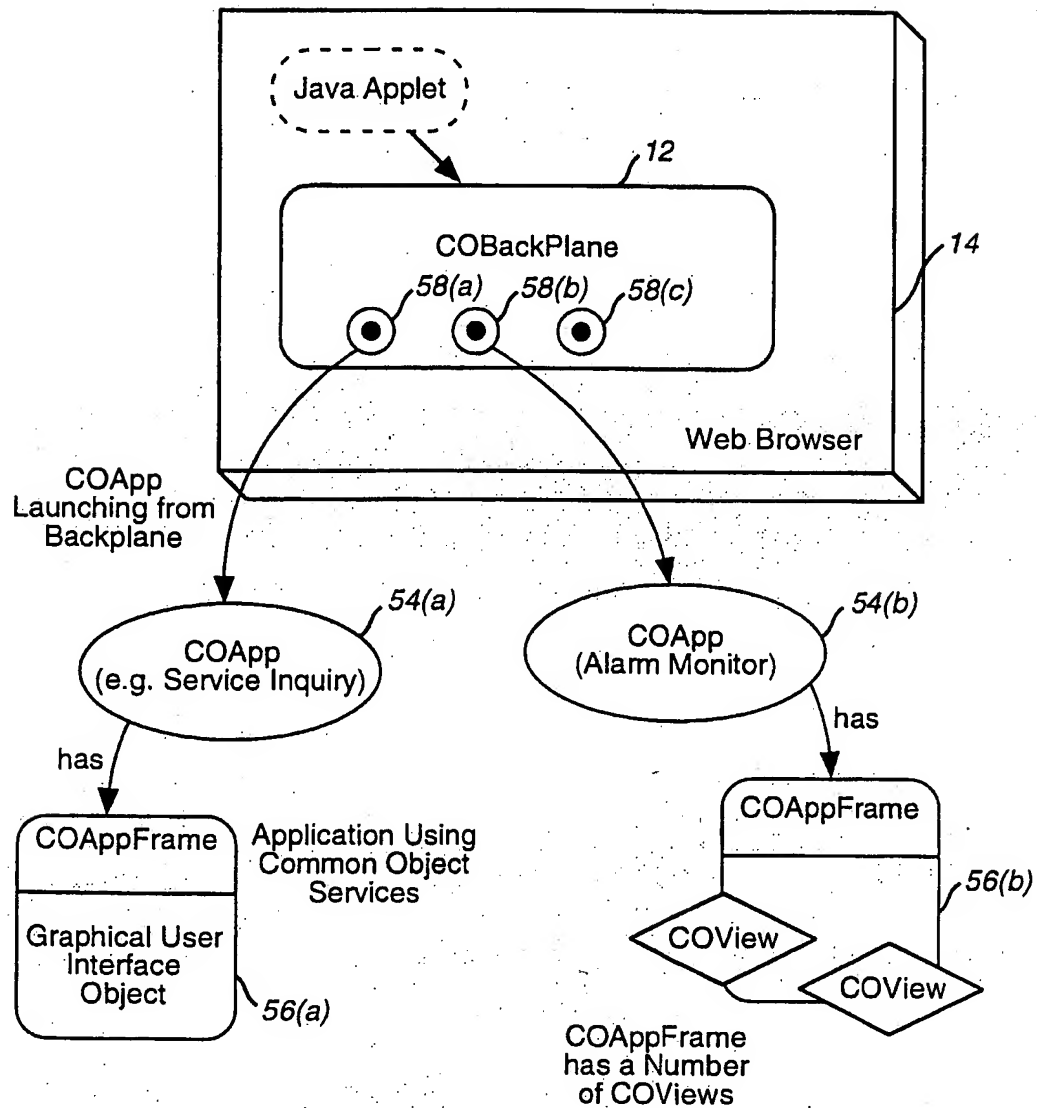 Java Applet
12
COBackPlane
14
58(a)
58(b)
58(c)
Web Browser
COApp
Launching from
Backplane
54(a)
COApp
(e.g. Service Inquiry)
54(b)
COApp
(Alarm Monitor)
has
has
COAppFrame
Application Using
Common Object
Services
COAppFrame
56(b)
Graphical User
Interface
Object
COView
COView
56(a)
COAppFrame
has a Number
of COViews